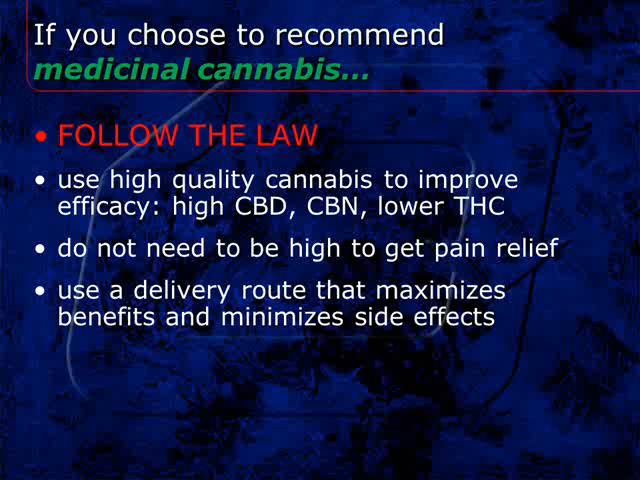 If you choose to recommend
medicinal cannabis...
• FOLLOW THE LAW
• use high quality cannabis to improve
efficacy: high CBD, CBN, lower THC
• do not need to be high to get pain relief
• use a delivery route that maximizes
benefits and minimizes side effects